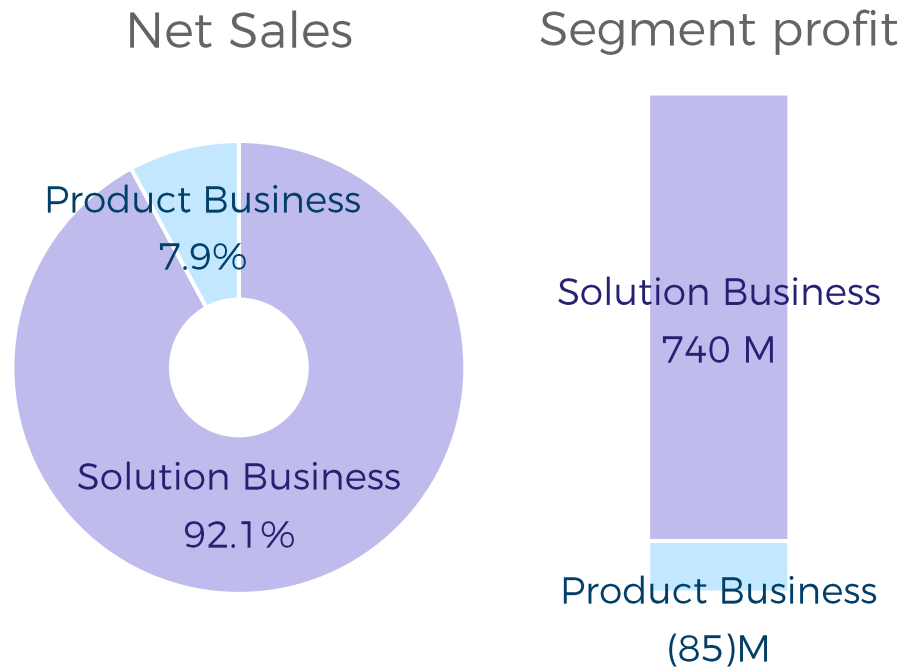 Net Sales
Product Business
7.9%
Solution Business
92.1%
Segment profit
Solution Business
740 M
Product Business
(85)M